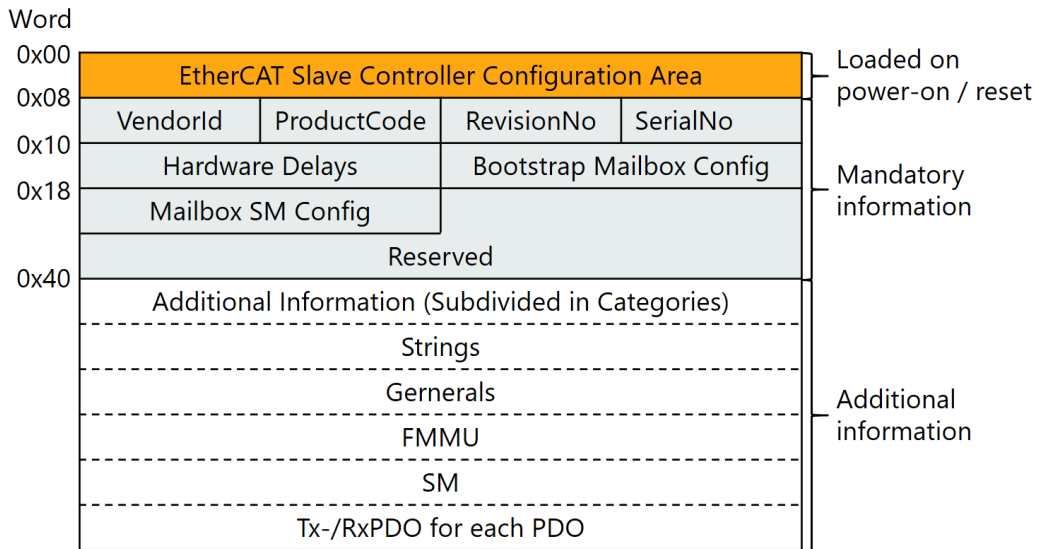 Word
0x00
EtherCAT Slave Controller Configuration Area
Loaded on
power-on / reset
0x08
VendorId
ProductCode
RevisionNo
SerialNo
0x10
Hardware Delays
Bootstrap Mailbox Config
Mandatory
information
0x18
Mailbox SM Config
Reserved
0x40
Additional Information (Subdivided in Categories)
Strings
Gernerals
Additional
information
FMMU
SM
Tx-/RxPDO for each PDO